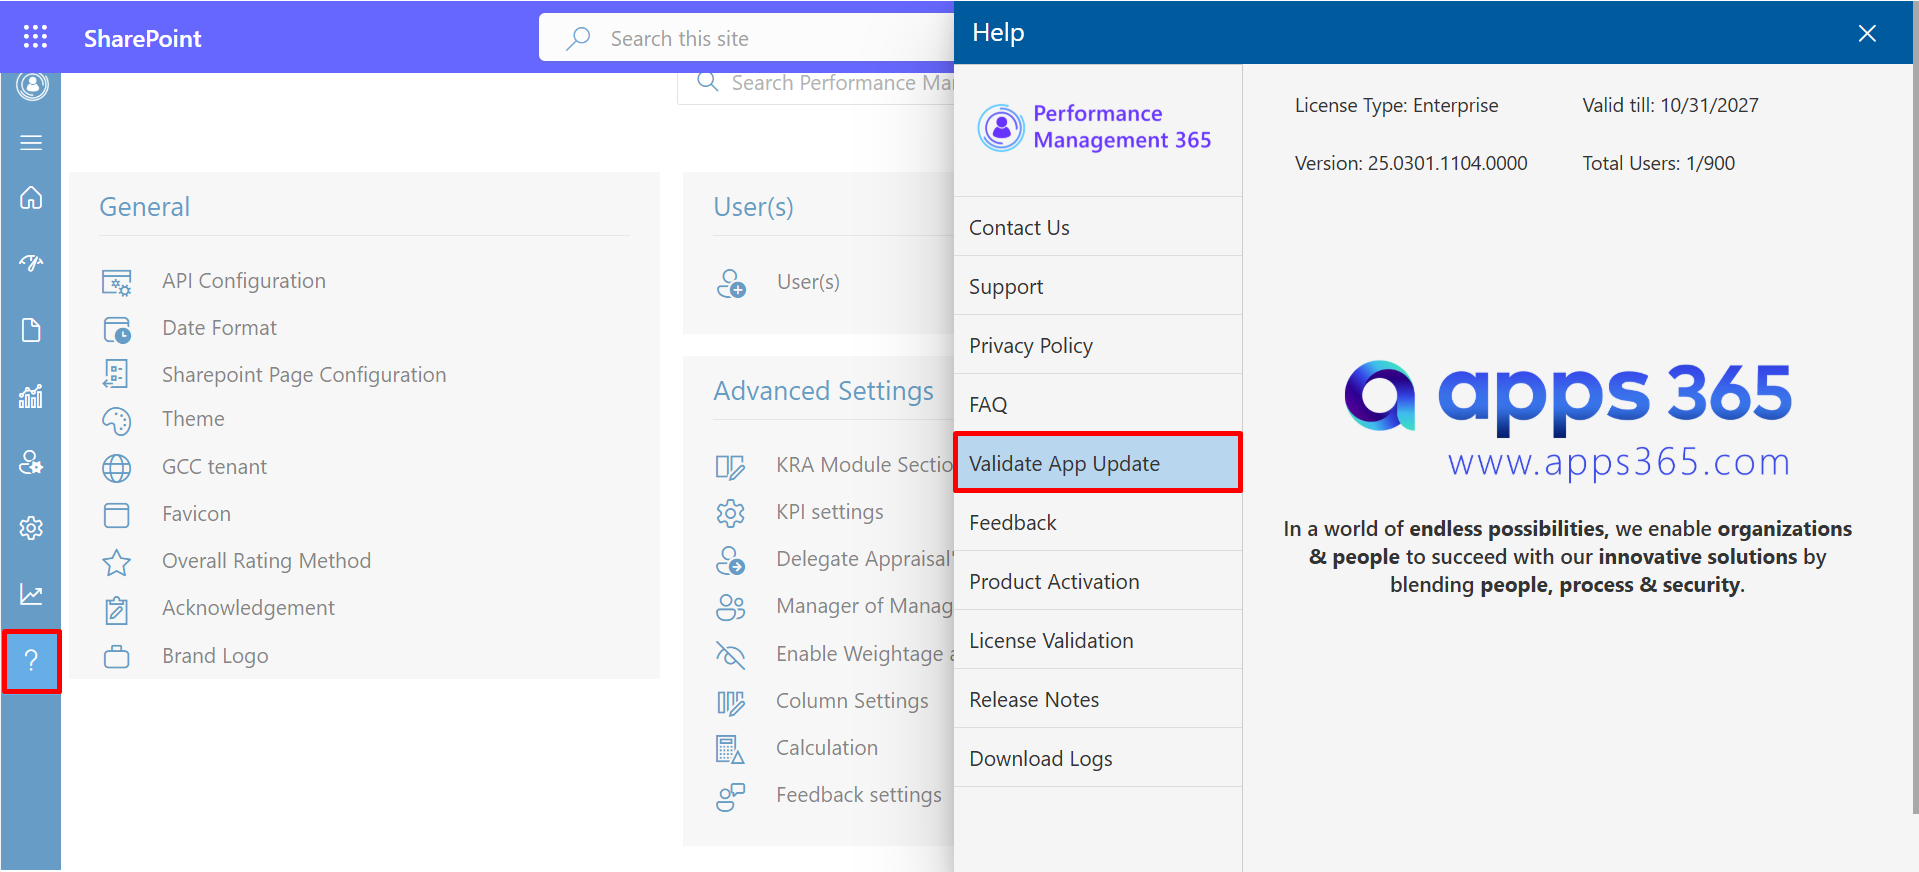 SharePoint
Search this site
Search Performance Ma
General
API Configuration
Date Format
Sharepoint Page Configuration
Theme
GCC tenant
Favicon
Overall Rating Method
Acknowledgement
Brand Logo
User(s)
User(s)
Advanced Settings
KRA Module Sectio
KPI settings
Delegate Appraisal
Manager of Manag
Enable Weightage a
Column Settings
Calculation
Feedback settings
Help
Performance
Management 365
Contact Us
Support
Privacy Policy
FAQ
Validate App Update
Feedback
Product Activation
License Validation
Release Notes
Download Logs
License Type: Enterprise
Valid till: 10/31/2027
Version: 25.0301.1104.0000
Total Users: 1/900
apps 365
www.apps365.com
In a world of endless possibilities, we enable organizations
& people to succeed with our innovative solutions by
blending people, process & security.